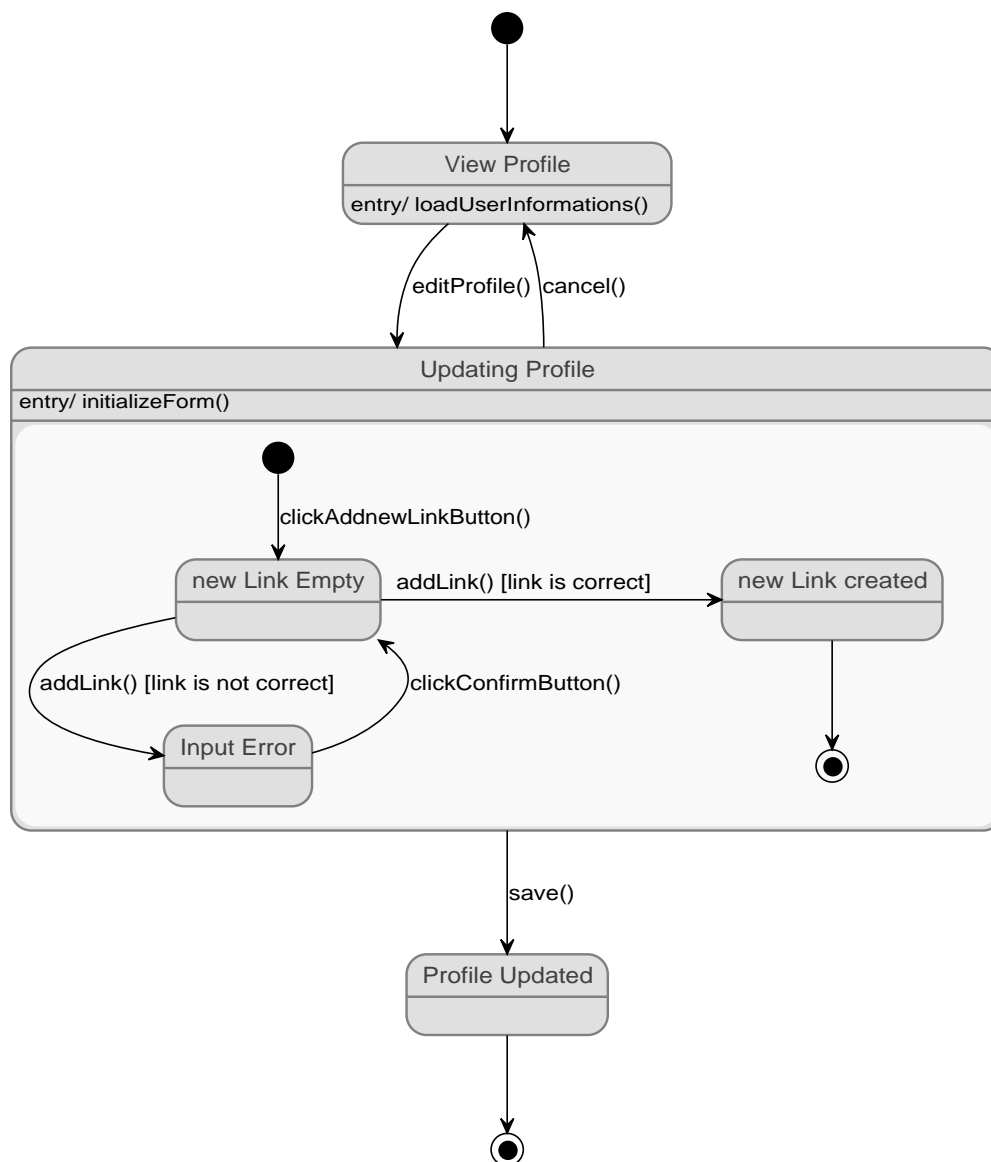 View Profile
entry/ loadUserInformations()
editProfile()
cancel()
Updating Profile
entry/ initializeForm()
clickAddnewLinkButton()
new Link Empty
addLink() [link is correct]
new Link created
addLink() [link is not correct]
clickConfirmButton()
Input Error
save()
Profile Updated